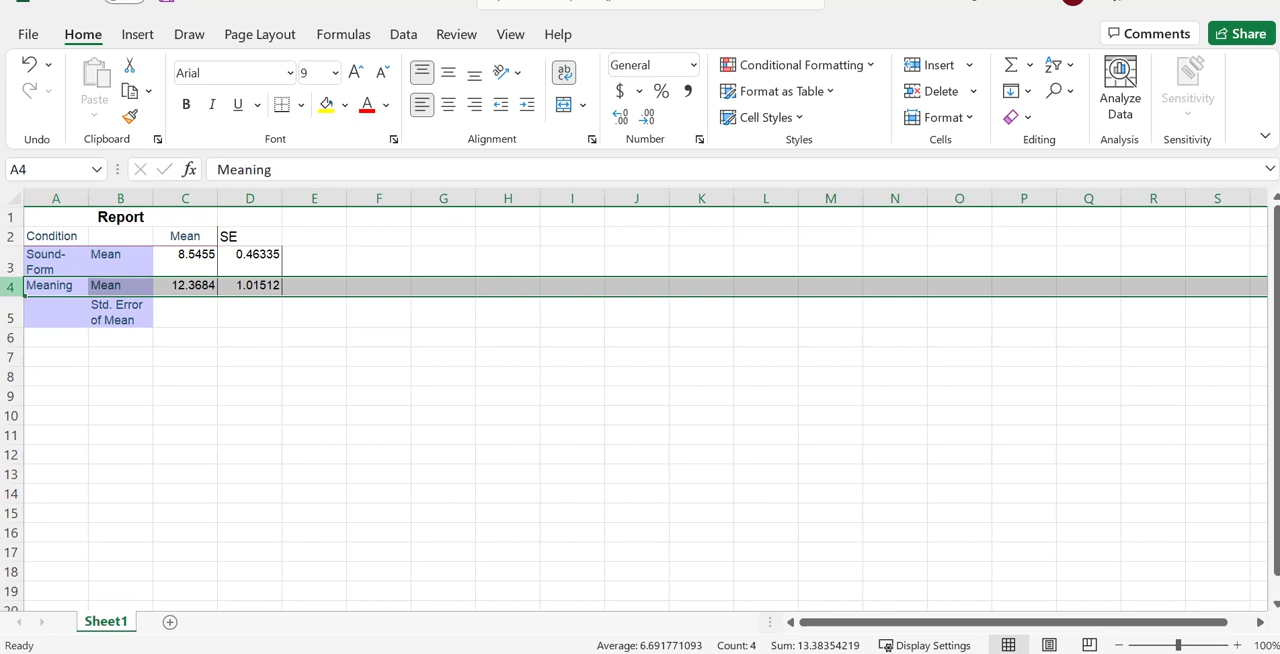 File Home Insert Draw Page Layout Formulas Data Review View Help Comments Share
Arial 9 General Conditional Formatting Insert
Paste B I U A $ % Format as Table Delete Analyze Data Sensitivity
Cell Styles Format
Undo Clipboard Font Alignment Number Styles Cells Editing Analysis Sensitivity
A4 fx Meaning
A B C D E F G H I J K L M N O P Q R S
1 Report
2 Condition Mean SE
3 Sound-Form Mean 8.5455 0.46335
4 Meaning Mean 12.3684 1.01512
5 Std. Error of Mean
6
7
8
9
10
11
12
13
14
15
16
17
18
19
20
Sheet1
Ready Average: 6.691771093 Count: 4 Sum: 13.38354219 Display Settings 100%